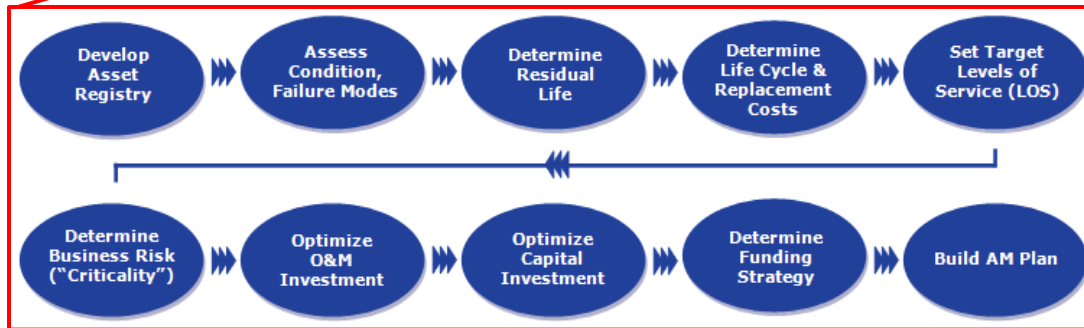 Develop
Asset
Registry
Assess
Condition,
Failure Modes
Determine
Residual
Life
Determine
Life Cycle &
Replacement
Costs
Set Target
Levels of
Service (LOS)
Determine
Business Risk
(“Criticality”)
Optimize
O&M
Investment
Optimize
Capital
Investment
Determine
Funding
Strategy
Build AM Plan